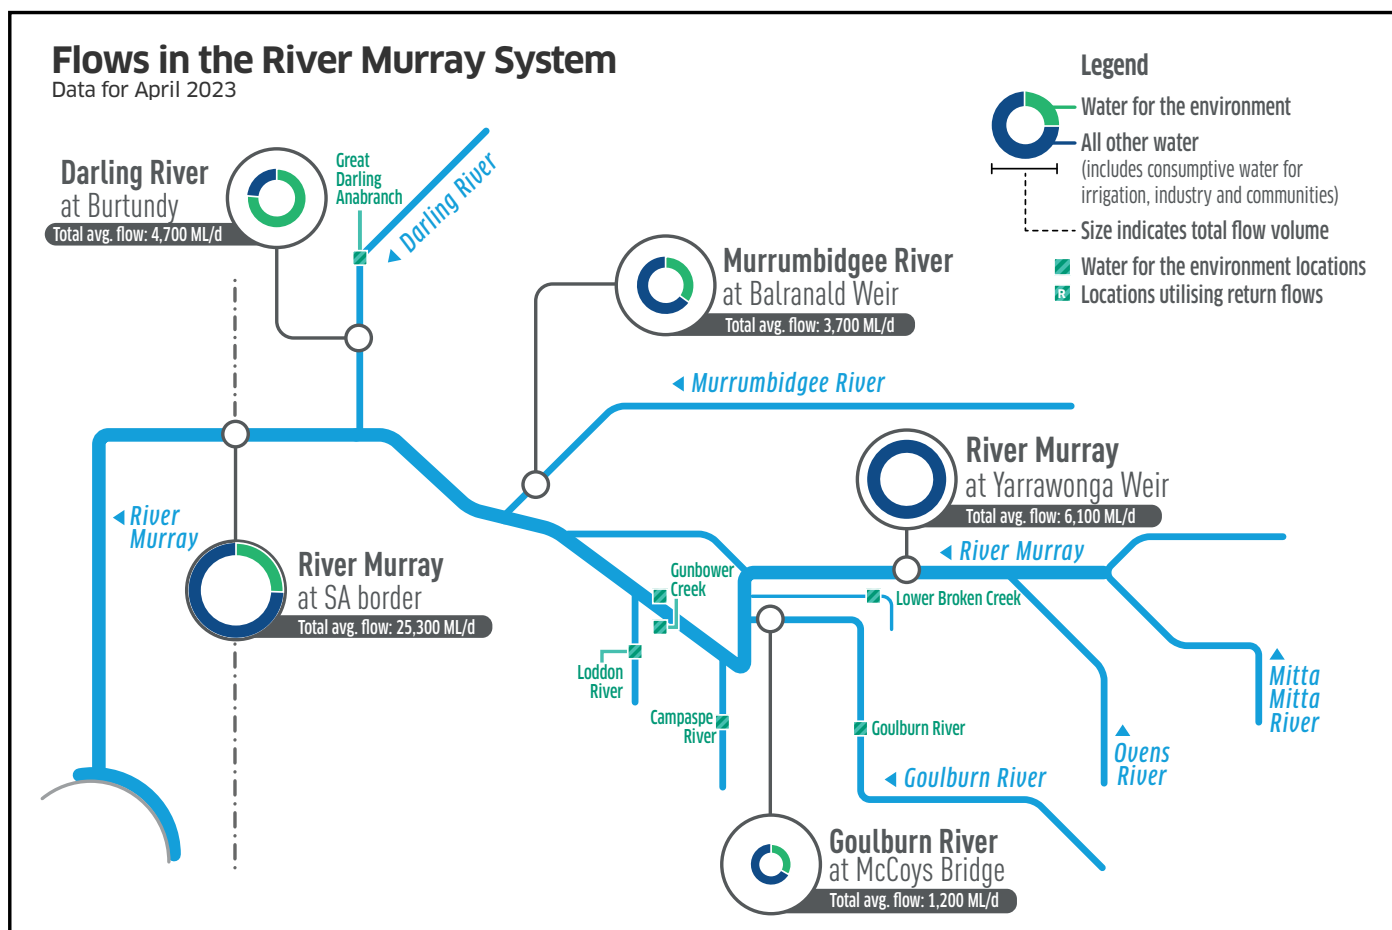 Flows in the River Murray System
Data for April 2023
Legend
Water for the environment
All other water
(includes consumptive water for
irrigation, industry and communities)
Size indicates total flow volume
Water for the environment locations
R
Locations utilising return flows
Darling River
at Burtundy
Total avg. flow: 4,700 ML/d
Great
Darling
Anabranch
Darling River
Murrumbidgee River
at Balranald Weir
Total avg. flow: 3,700 ML/d
Murrumbidgee River
River Murray
at Yarrawonga Weir
Total avg. flow: 6,100 ML/d
River
Murray
River Murray
River Murray
at SA border
Total avg. flow: 25,300 ML/d
Gunbower
Creek
Lower Broken Creek
Loddon
River
Campaspe
River
Goulburn River
Goulburn River
Ovens
River
Mitta
Mitta
River
Goulburn River
at McCoys Bridge
Total avg. flow: 1,200 ML/d